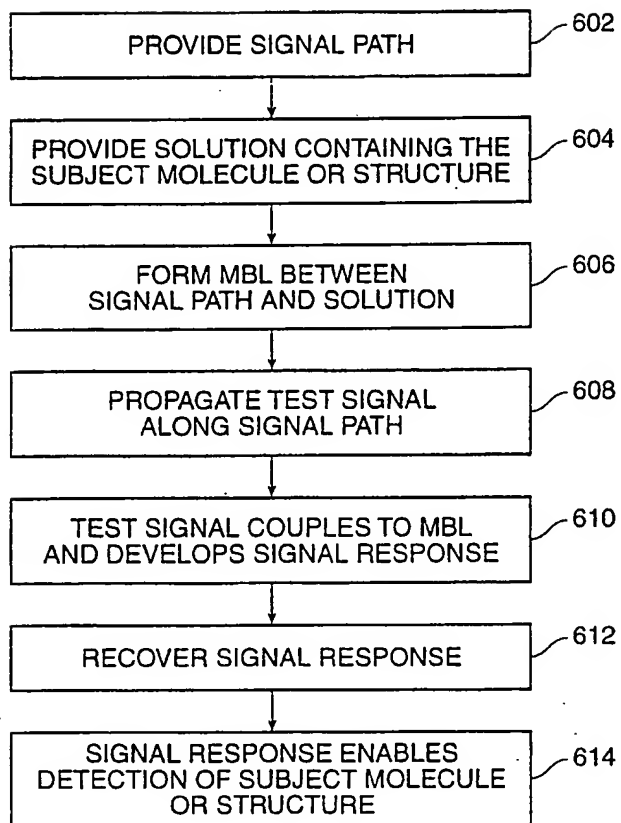 PROVIDE SIGNAL PATH
602
PROVIDE SOLUTION CONTAINING THE
SUBJECT MOLECULE OR STRUCTURE
604
FORM MBL BETWEEN
SIGNAL PATH AND SOLUTION
606
PROPAGATE TEST SIGNAL
ALONG SIGNAL PATH
608
TEST SIGNAL COUPLES TO MBL
AND DEVELOPS SIGNAL RESPONSE
610
RECOVER SIGNAL RESPONSE
612
SIGNAL RESPONSE ENABLES
DETECTION OF SUBJECT MOLECULE
OR STRUCTURE
614